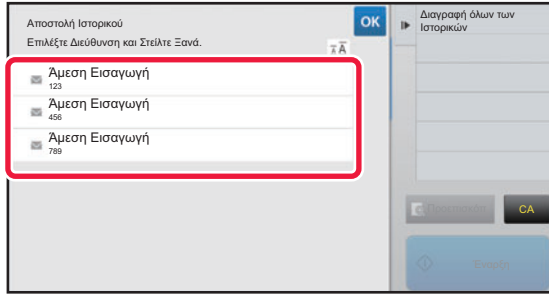 Αποστολή Ιστορικού
OK
Επιλέξτε Διεύθυνση και Στείλτε Ξανά.
Άμεση Εισαγωγή
123
Άμεση Εισαγωγή
456
Άμεση Εισαγωγή
789
Διαγραφή όλων των
Ιστορικών
CA
Έναρξη